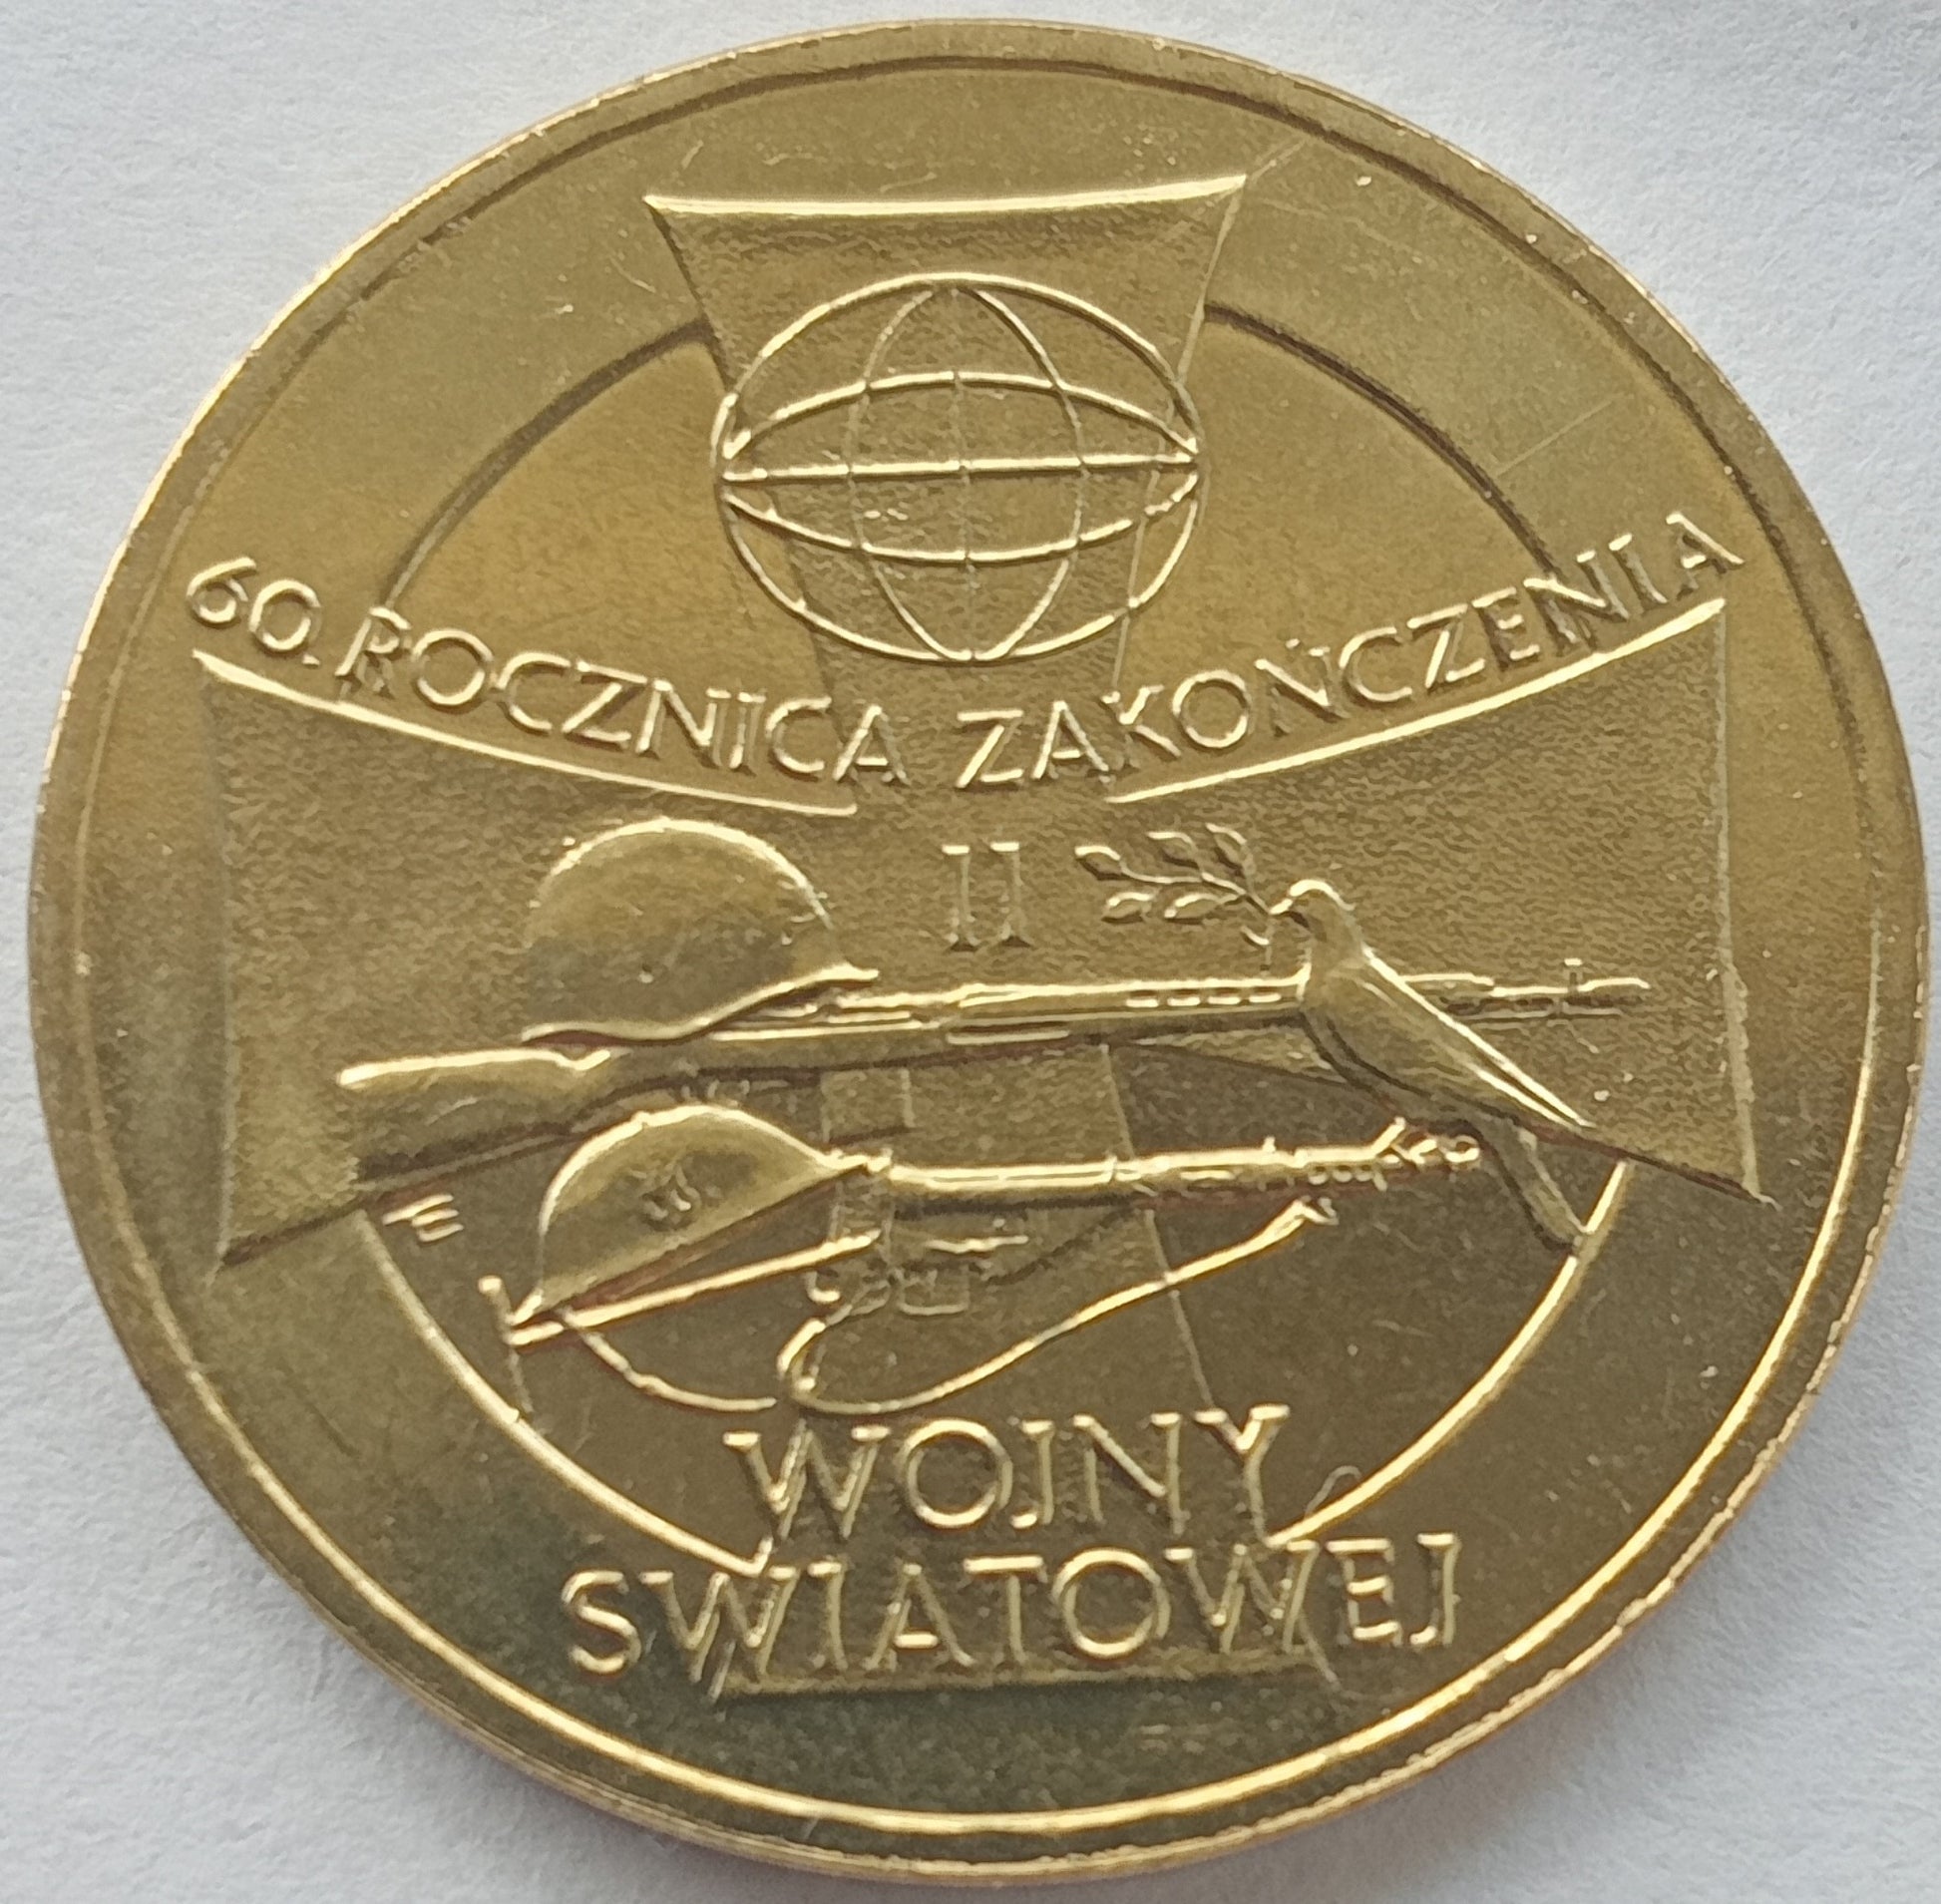 60. ROCZNICA ZAKOŃCZENIA
II
WOJNY
ŚWIATOWEJ